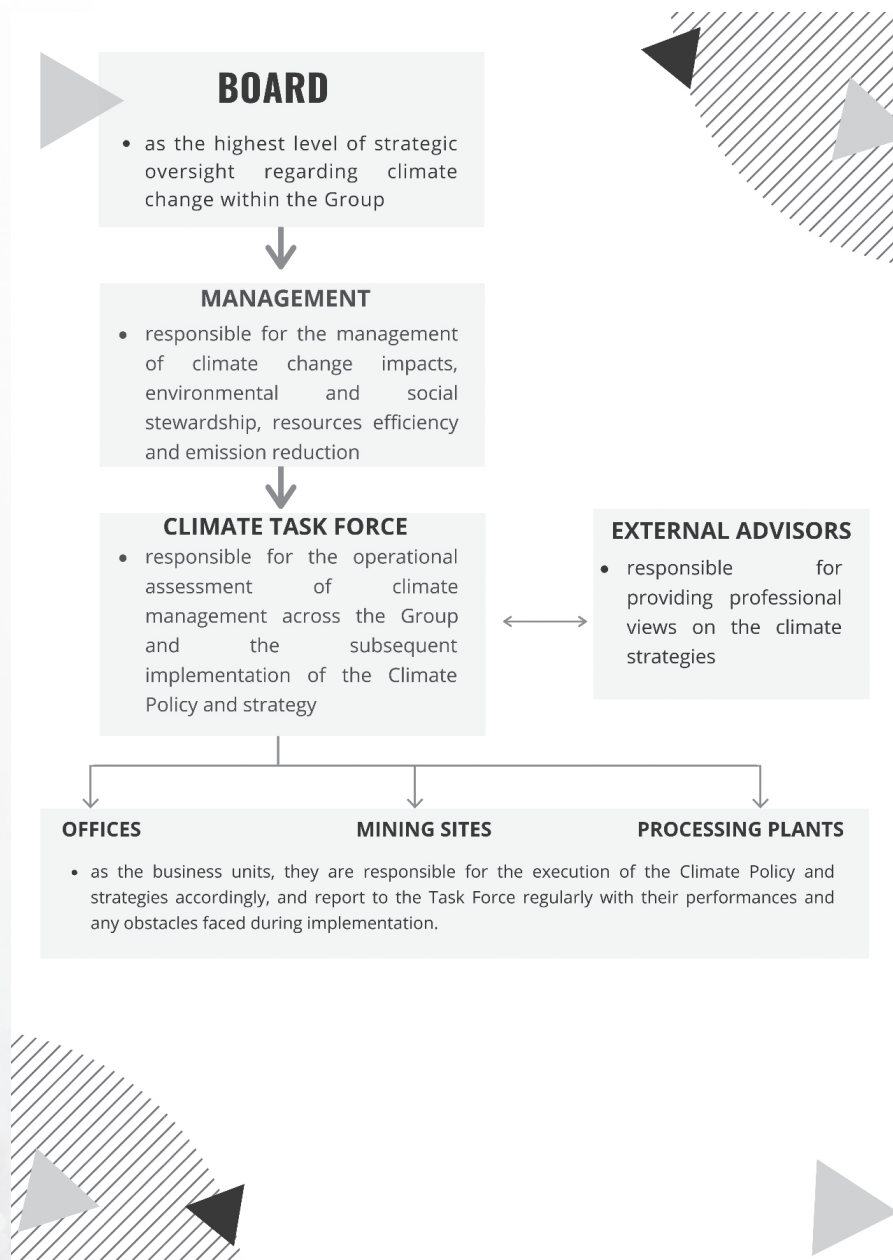 BOARD
• as the highest level of strategic
oversight regarding climate
change within the Group
MANAGEMENT
• responsible for the management
of climate change impacts,
environmental and social
stewardship, resources efficiency
and emission reduction
CLIMATE TASK FORCE
• responsible for the operational
assessment of climate
management across the Group
and the subsequent
implementation of the Climate
Policy and strategy
EXTERNAL ADVISORS
• responsible for
providing professional
views on the climate
strategies
OFFICES MINING SITES PROCESSING PLANTS
• as the business units, they are responsible for the execution of the Climate Policy and
strategies accordingly, and report to the Task Force regularly with their performances and
any obstacles faced during implementation.